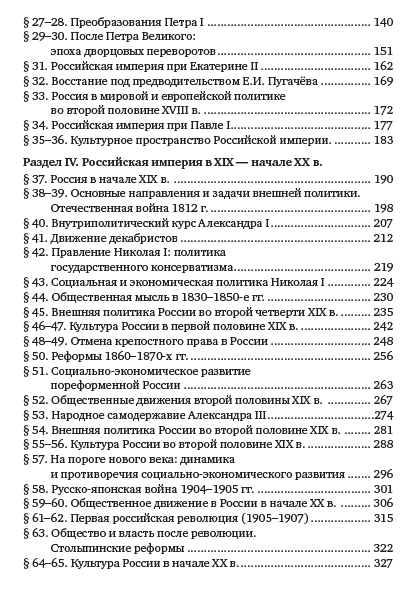 § 27–28. Преобразования Петра I ........ 140
§ 29–30. После Петра Великого:
эпоха дворцовых переворотов ........ 151
§ 31. Российская империя при Екатерине II ........ 162
§ 32. Восстание под предводительством Е.И. Пугачёва ........ 169
§ 33. Россия в мировой и европейской политике
во второй половине XVIII в. ........ 172
§ 34. Российская империя при Павле I ........ 177
§ 35–36. Культурное пространство Российской империи. ........ 183
Раздел IV. Российская империя в XIX — начале XX в.
§ 37. Россия в начале XIX в. ........ 190
§ 38–39. Основные направления и задачи внешней политики.
Отечественная война 1812 г. ........ 198
§ 40. Внутриполитический курс Александра I ........ 207
§ 41. Движение декабристов ........ 212
§ 42. Правление Николая I: политика
государственного консерватизма ........ 219
§ 43. Социальная и экономическая политика Николая I ........ 224
§ 44. Общественная мысль в 1830–1850-е гг. ........ 230
§ 45. Внешняя политика России во второй четверти XIX в. ........ 235
§ 46–47. Культура России в первой половине XIX в. ........ 242
§ 48–49. Отмена крепостного права в России ........ 248
§ 50. Реформы 1860–1870-х гг. ........ 256
§ 51. Социально-экономическое развитие
пореформенной России ........ 263
§ 52. Общественные движения второй половины XIX в. ........ 267
§ 53. Народное самодержавие Александра III ........ 274
§ 54. Внешняя политика России во второй половине XIX в. ........ 281
§ 55–56. Культура России во второй половине XIX в. ........ 288
§ 57. На пороге нового века: динамика
и противоречия социально-экономического развития ........ 296
§ 58. Русско-японская война 1904–1905 гг. ........ 301
§ 59–60. Общественное движение в России в начале XX в. ........ 306
§ 61–62. Первая российская революция (1905–1907) ........ 315
§ 63. Общество и власть после революции.
Столыпинские реформы ........ 322
§ 64–65. Культура России в начале XX в. ........ 327